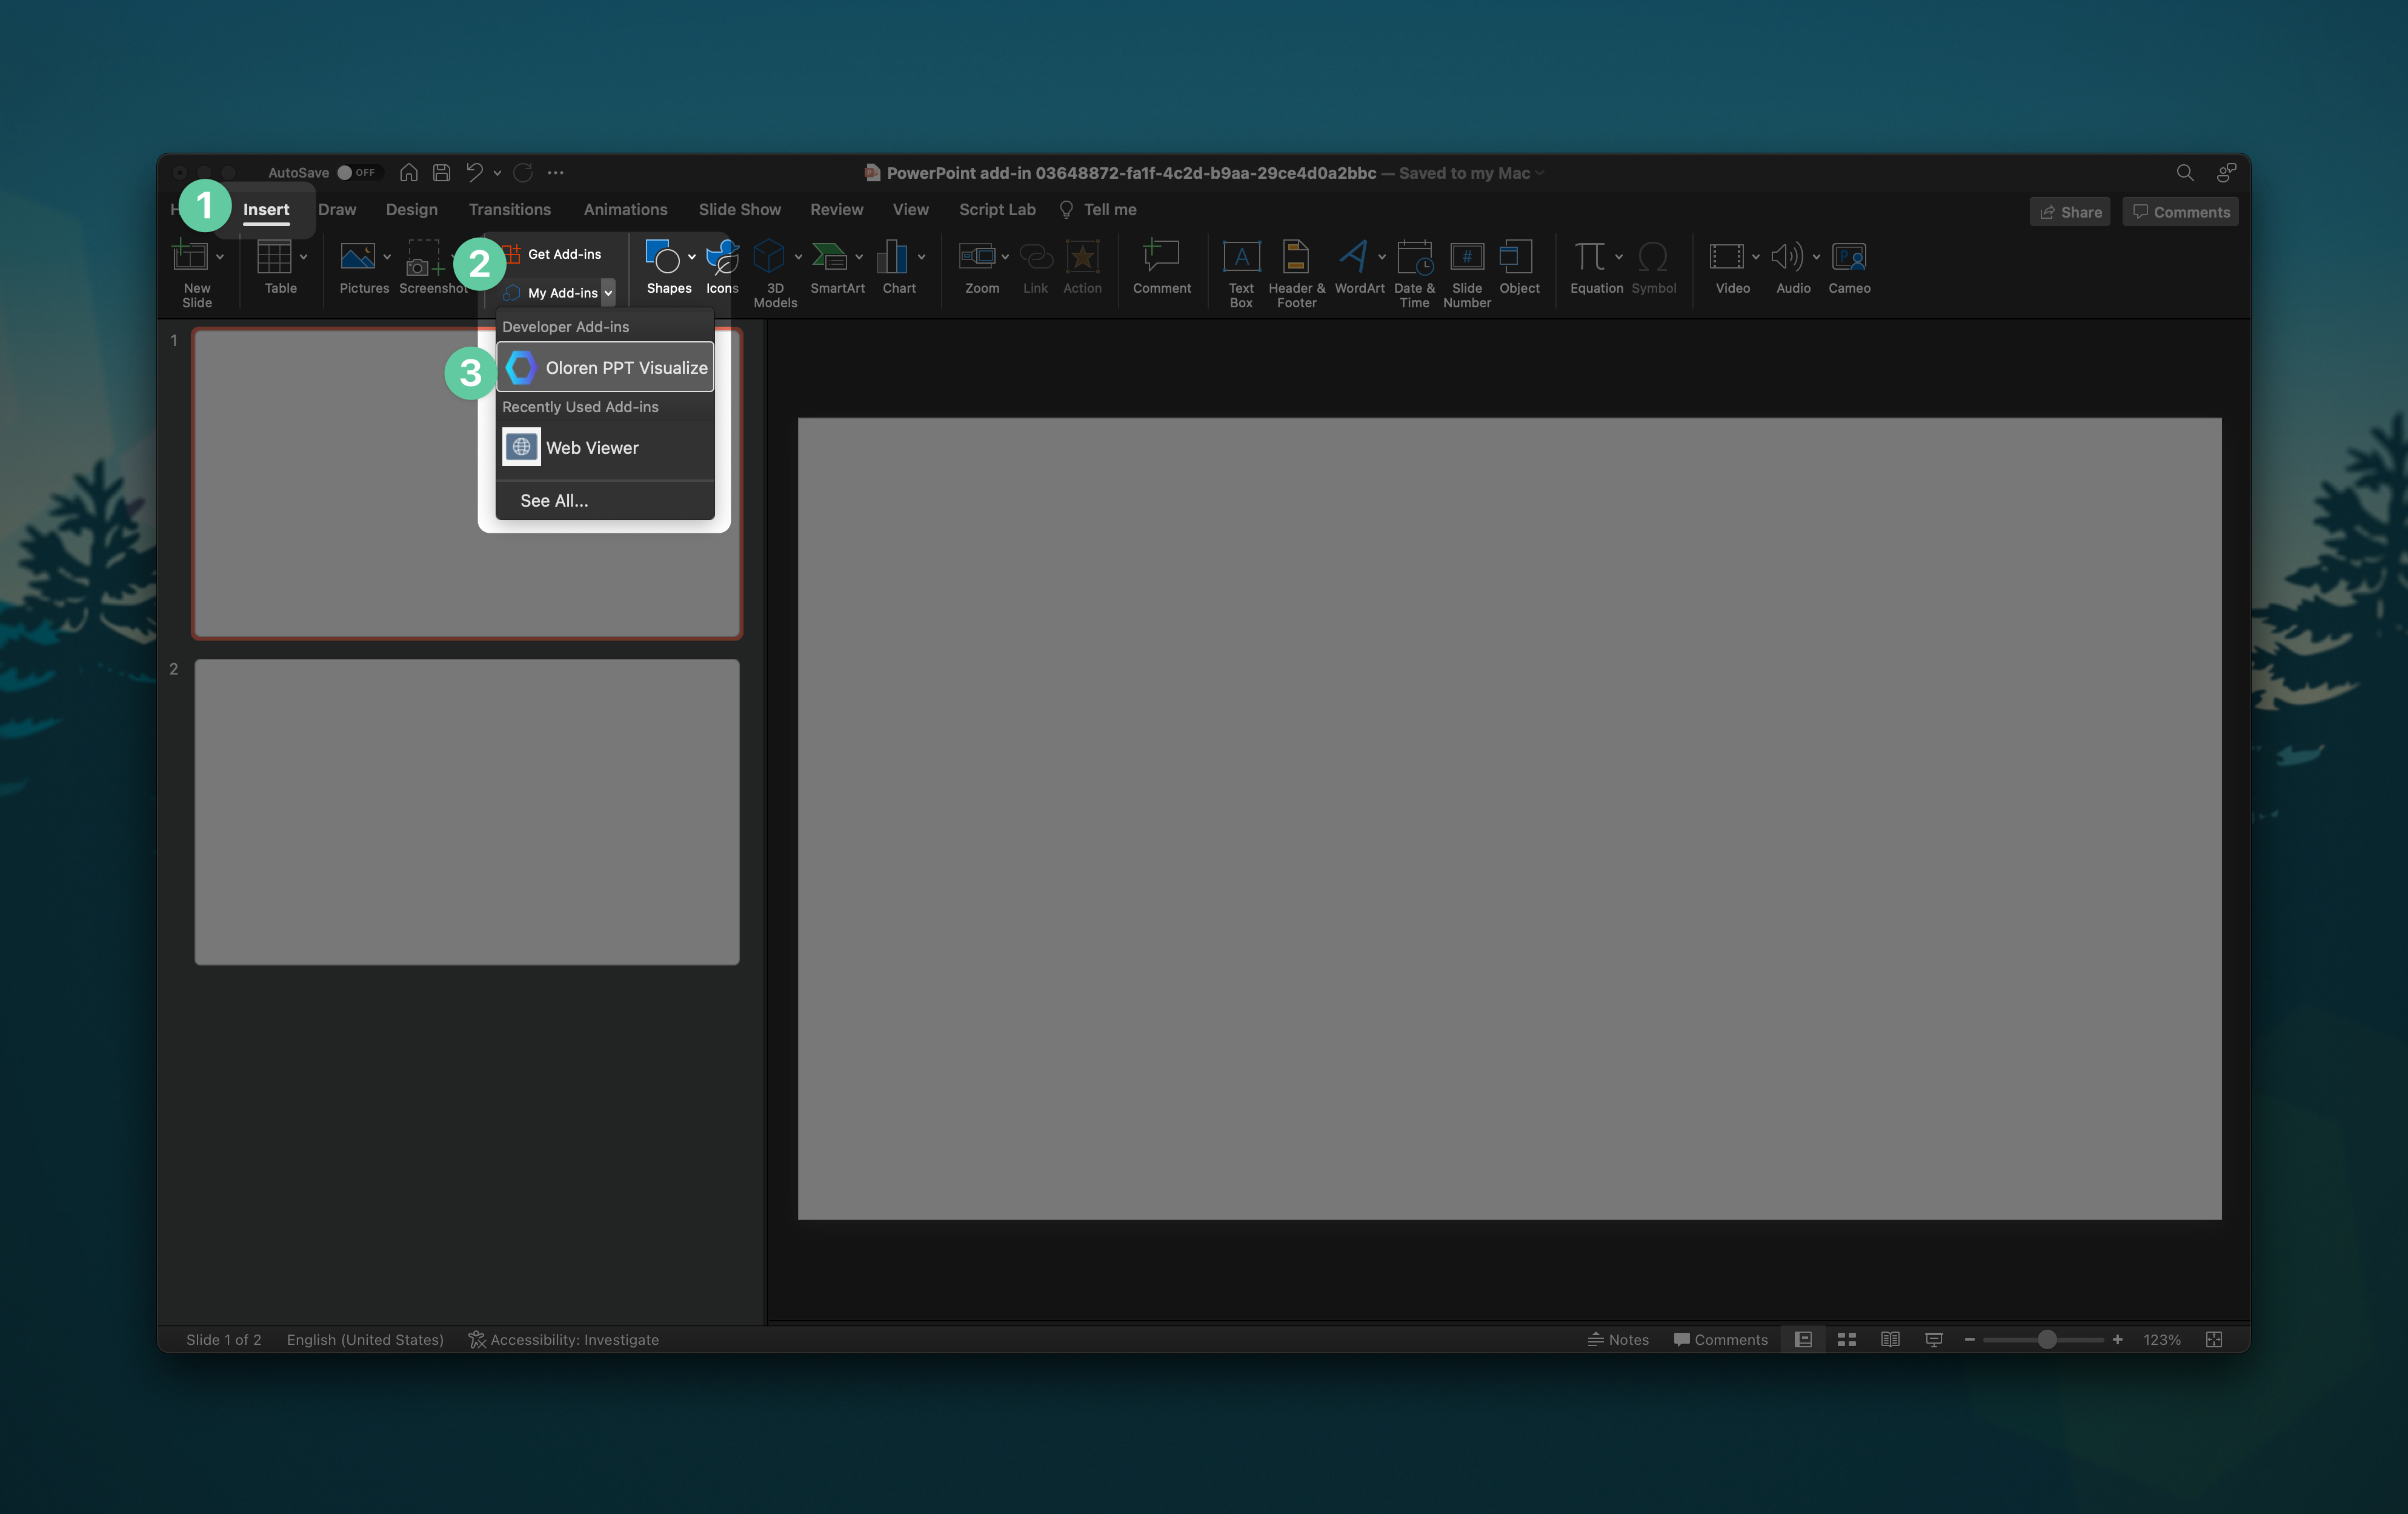 AutoSave OFF
PowerPoint add-in 03648872-fa1f-4c2d-b9aa-29ce4d0a2bbc — Saved to my Mac
1
Insert
Draw
Design
Transitions
Animations
Slide Show
Review
View
Script Lab
Tell me
Share
Comments
New
Slide
Table
Pictures
Screenshot
2
Get Add-ins
My Add-ins
Shapes
Icons
3D
Models
SmartArt
Chart
Zoom
Link
Action
Comment
Text
Box
Header &
Footer
WordArt
Date &
Time
Slide
Number
Object
Equation
Symbol
Video
Audio
Cameo
1
Developer Add-ins
3
Oloren PPT Visualize
Recently Used Add-ins
Web Viewer
See All...
2
Slide 1 of 2
English (United States)
Accessibility: Investigate
Notes
Comments
123%